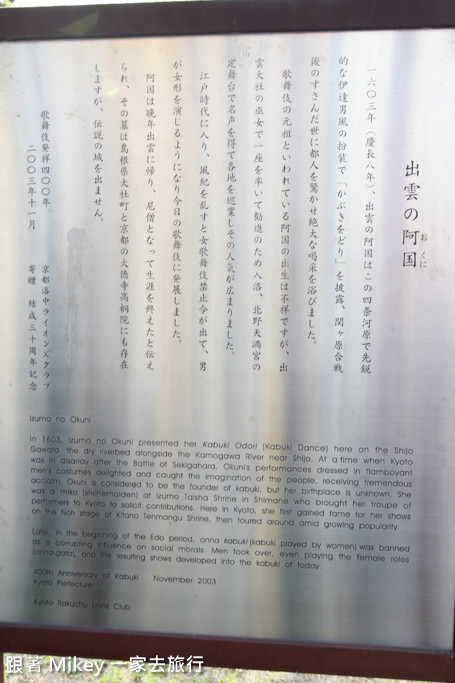 出雲の阿国
おくに
一六〇三年（慶長八年）、出雲の阿国はこの四条河原で先鋭
的な伊達男風の扮装で「かぶきをどり」を披露、関ヶ原合戦
後のすさんだ世に都人を驚かせ絶大な喝采を浴びました。
歌舞伎の元祖といわれている阿国の出生は不祥ですが、出
雲大社の巫女で一座を率いて勧進のため入洛、北野天満宮の
定舞台で名声を得て各地を巡業しその人気が広まりました。
江戸時代に入り、風紀を乱すと女歌舞伎禁止令が出て、男
が女形を演じるようになり今日の歌舞伎に発展しました。
阿国は晩年出雲に帰り、尼僧となって生涯を終えたと伝え
られ、その墓は島根県大社町と京都の大徳寺高桐院にも存在
しますが、伝説の域を出ません。
歌舞伎発祥四〇〇年
二〇〇三年十一月
京都洛中ライオンズクラブ
寄贈 結成三十周年記念
Izumo no Okuni
In 1603, Izumo no Okuni presented her Kabuki Odori (Kabuki Dance) here on the Shijo
Gawara the dry riverbed alongside the Kamogawa River near Shijo. At a time when Kyoto
was in disarray after the Battle of Sekigahara, Okuni's performances dressed in flamboyant
men's costumes delighted and caught the imagination of the people, receiving tremendous
acclaim. Okuni is considered to be the founder of kabuki, but her birthplace is unknown. She
was a miko (shrinemaiden) at Izumo Taisha Shrine in Shimane who brought her troupe of
performers to Kyoto to solicit contributions. Here in Kyoto, she first gained fame for her shows
on the Noh stage at Kitano Tenmangu Shrine, then toured around amid growing popularity.
Later, in the beginning of the Edo period, onna kabuki (kabuki played by women) was banned
as a corrupting influence on social morals. Men took over, even playing the female roles
(onna-gata), and the resulting shows developed into the kabuki of today.
400th Anniversary of Kabuki November 2003
Kyoto Prefecture
Kyoto Rakuchu Lions Club
跟著 Mikey 一家去旅行